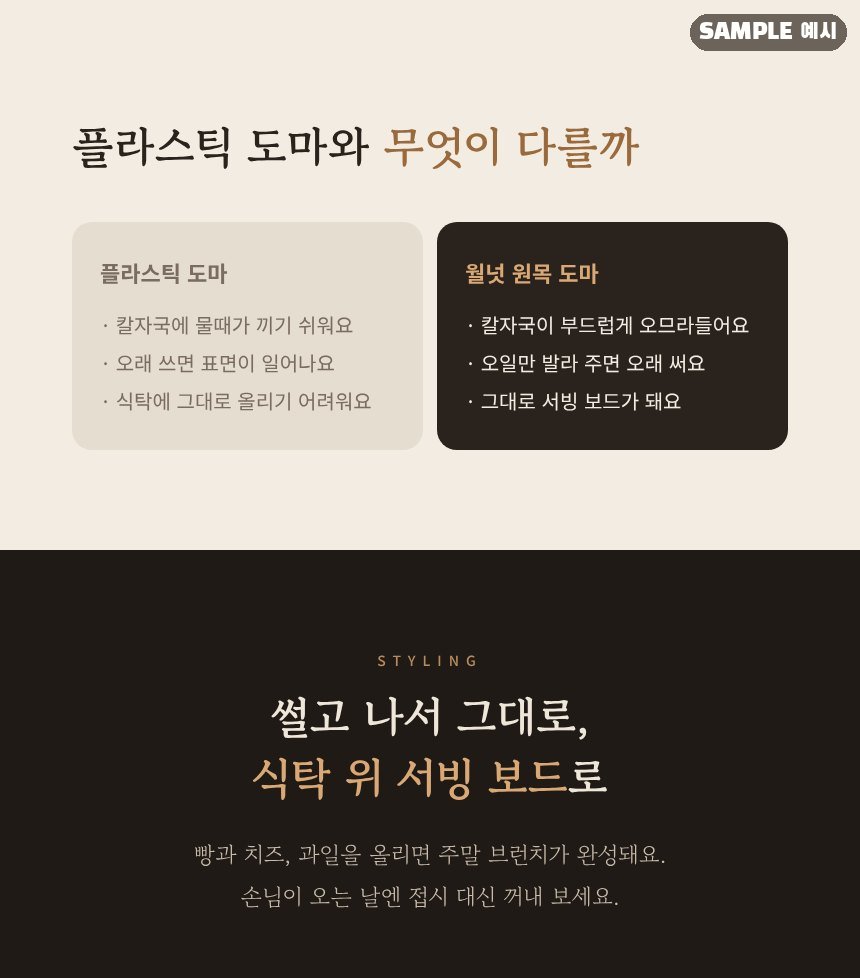 SAMPLE 예시
플라스틱 도마와 무엇이 다를까
플라스틱 도마
· 칼자국에 물때가 끼기 쉬워요
· 오래 쓰면 표면이 일어나요
· 식탁에 그대로 올리기 어려워요
월넛 원목 도마
· 칼자국이 부드럽게 오므라들어요
· 오일만 발라 주면 오래 써요
· 그대로 서빙 보드가 돼요
STYLING
썰고 나서 그대로,
식탁 위 서빙 보드로
빵과 치즈, 과일을 올리면 주말 브런치가 완성돼요.
손님이 오는 날엔 접시 대신 꺼내 보세요.